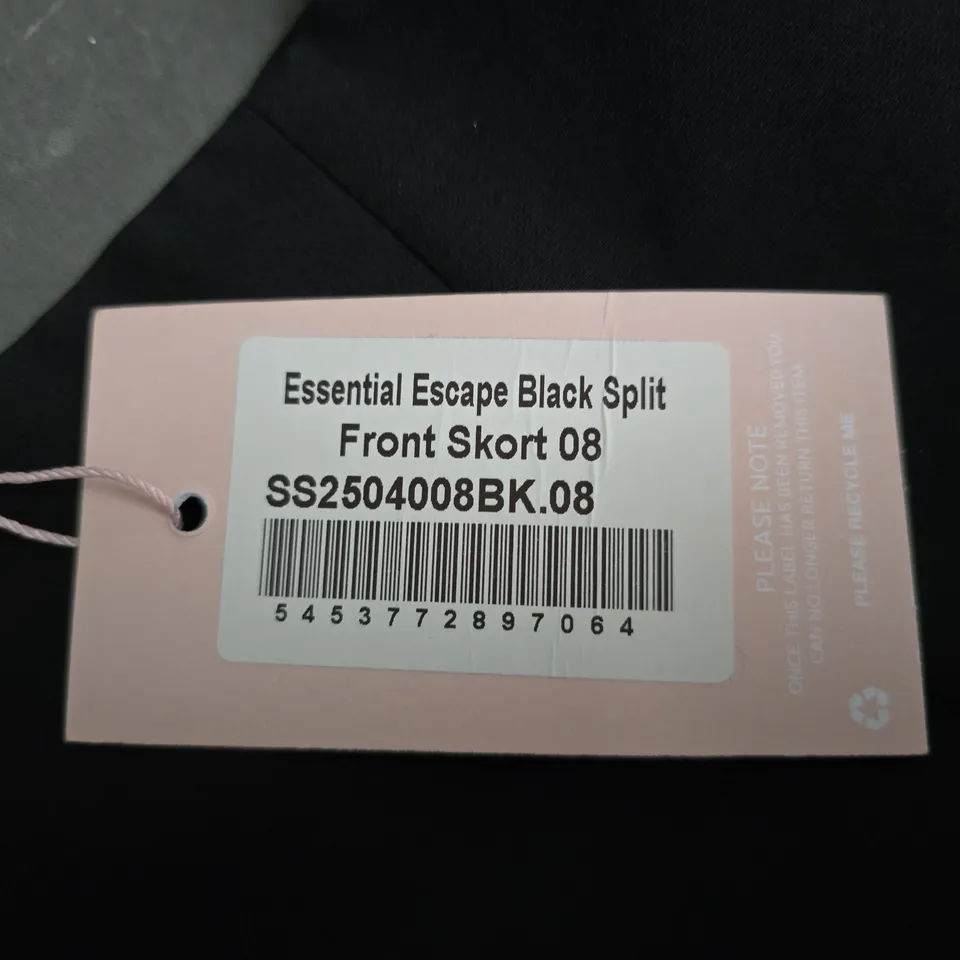 Essential Escape Black Split
Front Skort 08
SS2504008BK.08
5453772897064
PLEASE NOTE
ONCE THIS LABEL HAS BEEN REMOVED YOU
CAN NO LONGER RETURN THIS ITEM
PLEASE RECYCLE ME